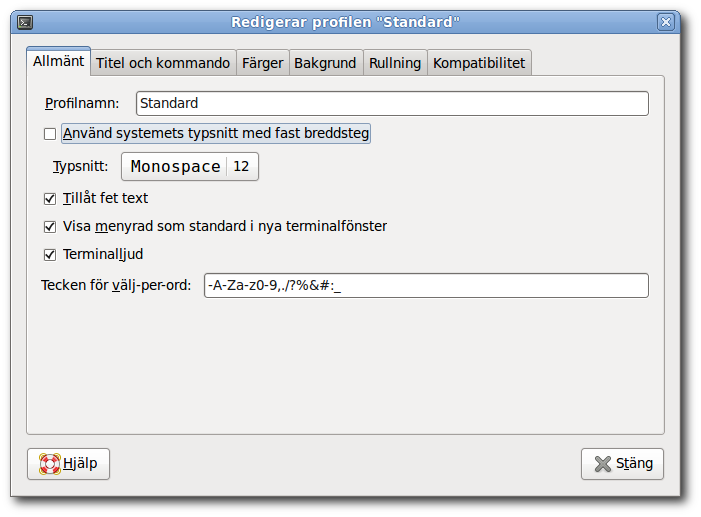 Redigerar profilen "Standard"
Allmänt Titel och kommando Färger Bakgrund Rullning Kompatibilitet
Profilnamn: Standard
Använd systemets typsnitt med fast breddsteg
Typsnitt: Monospace 12
Tillåt fet text
Visa menyrad som standard i nya terminalfönster
Terminalljud
Tecken för välj-per-ord: -A-Za-z0-9,./?%&#:_
Hjälp Stäng